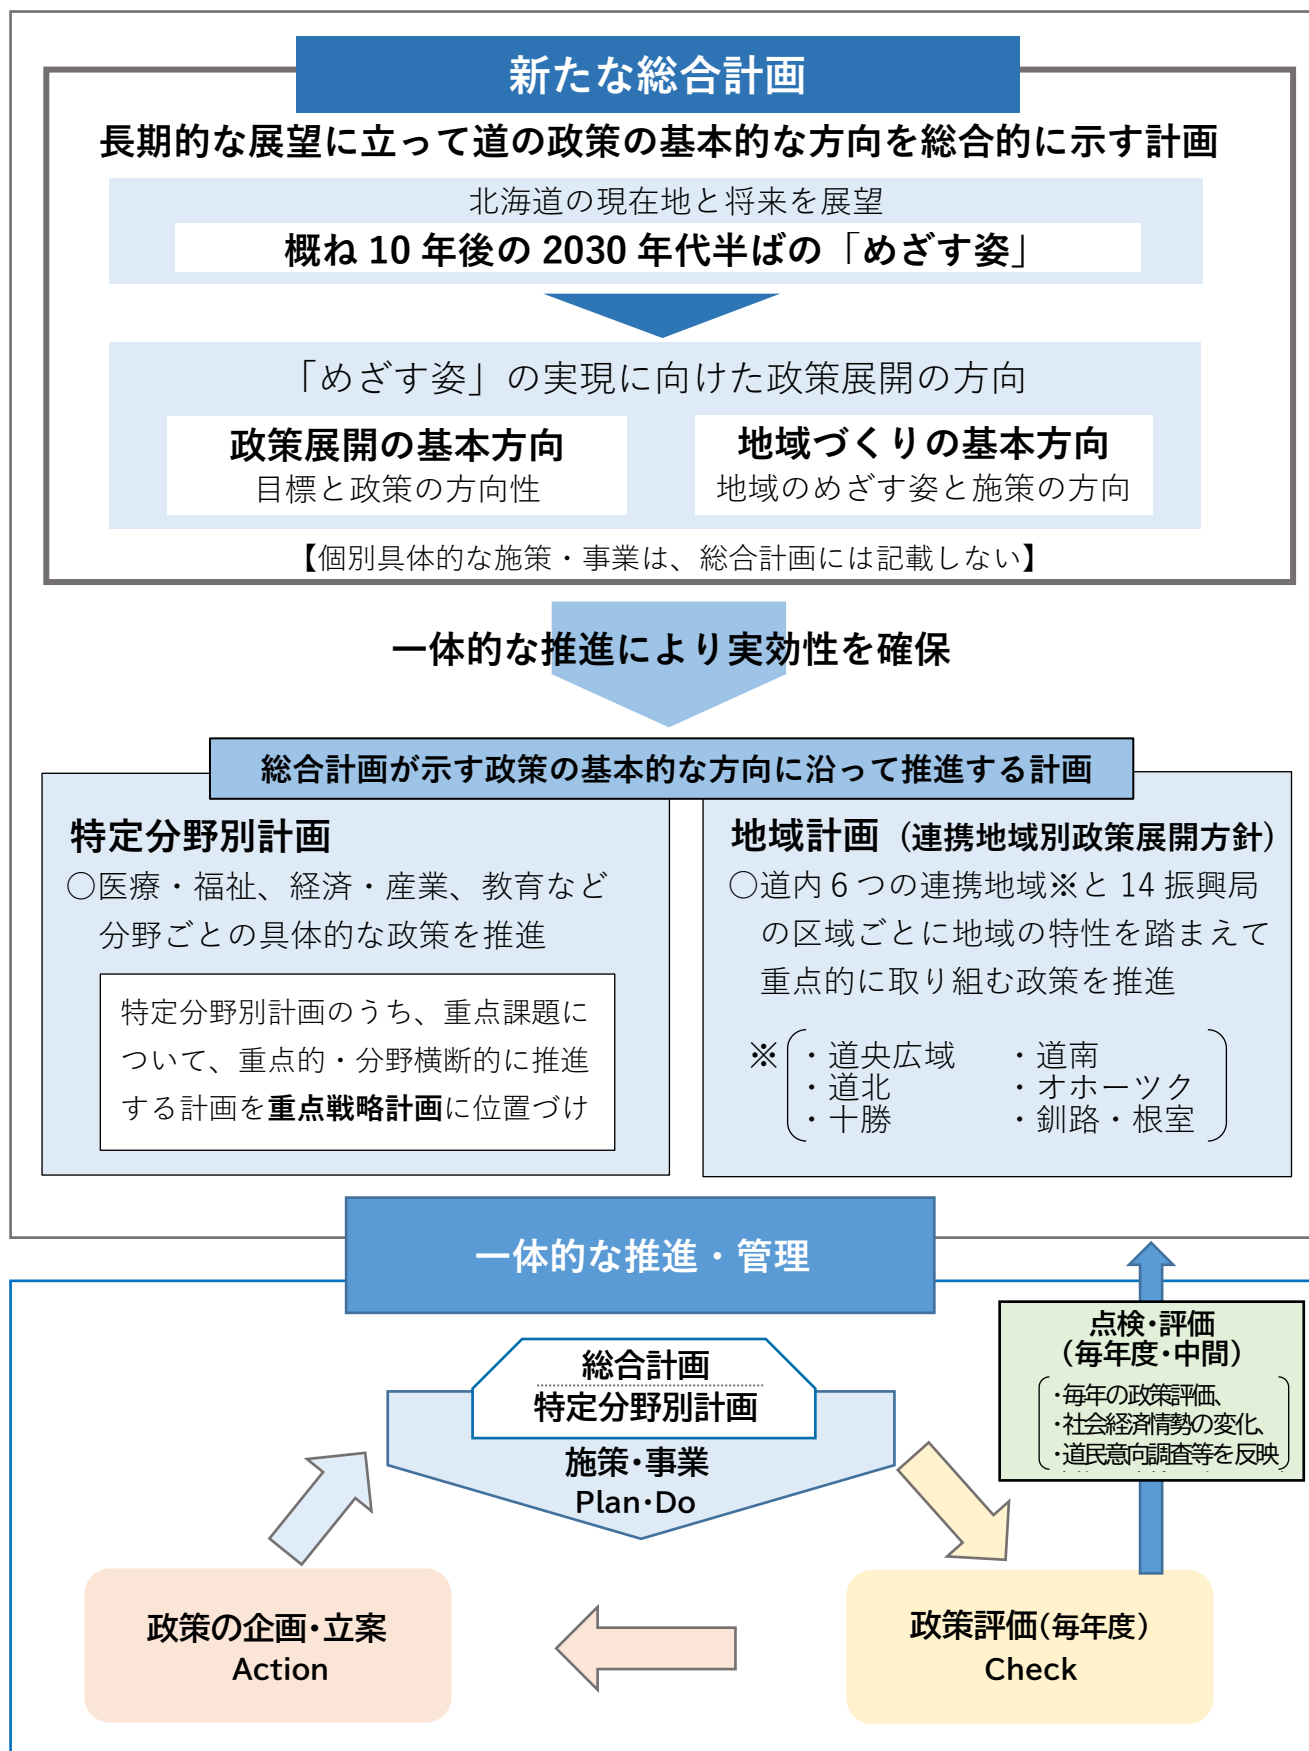 新たな総合計画
長期的な展望に立って道の政策の基本的な方向を総合的に示す計画
北海道の現在地と将来を展望
概ね 10 年後の 2030 年代半ばの「めざす姿」
「めざす姿」の実現に向けた政策展開の方向
政策展開の基本方向
目標と政策の方向性
地域づくりの基本方向
地域のめざす姿と施策の方向
【個別具体的な施策・事業は、総合計画には記載しない】
一体的な推進により実効性を確保
総合計画が示す政策の基本的な方向に沿って推進する計画
特定分野別計画
○医療・福祉、経済・産業、教育など
分野ごとの具体的な政策を推進
特定分野別計画のうち、重点課題に
ついて、重点的・分野横断的に推進
する計画を重点戦略計画に位置づけ
地域計画（連携地域別政策展開方針）
○道内６つの連携地域※と 14 振興局
の区域ごとに地域の特性を踏まえて
重点的に取り組む政策を推進
※ ・道央広域 ・道南
・道北 ・オホーツク
・十勝 ・釧路・根室
一体的な推進・管理
点検・評価
（毎年度・中間）
・毎年の政策評価、
・社会経済情勢の変化、
・道民意向調査等を反映
総合計画
特定分野別計画
施策・事業
Plan・Do
政策の企画・立案
Action
政策評価（毎年度）
Check